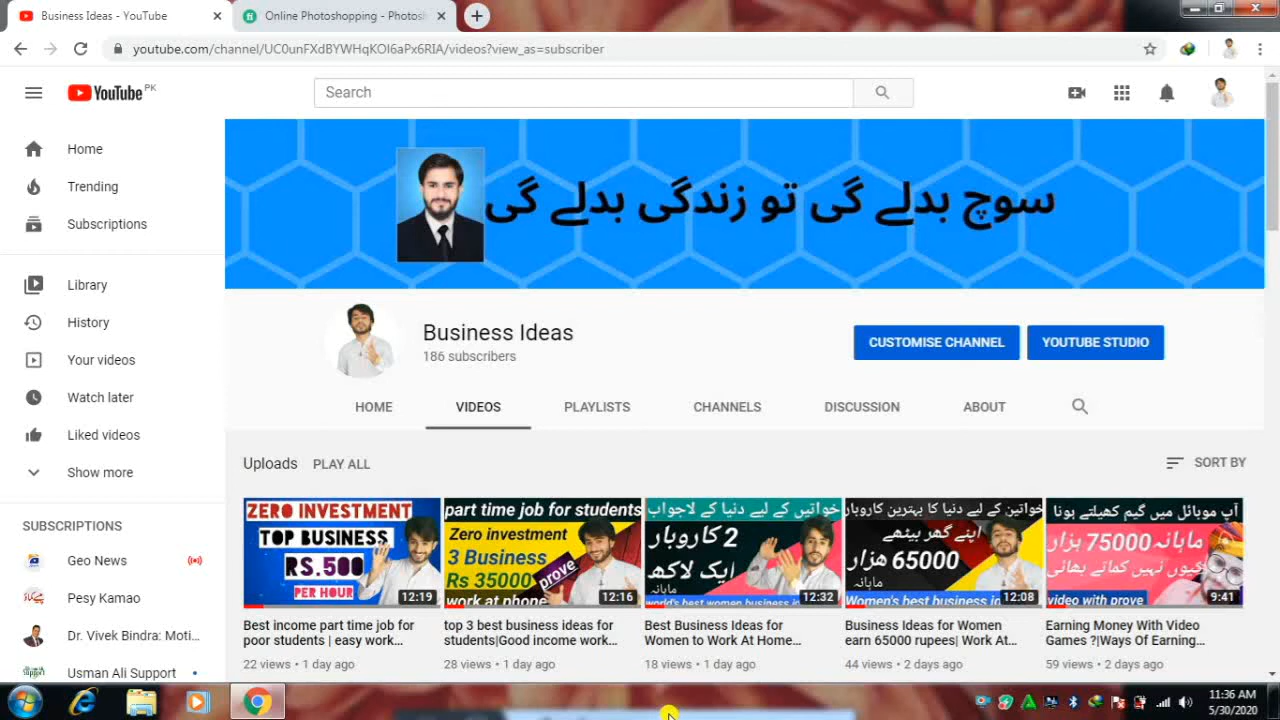 Business Ideas - YouTube
Online Photoshopping - Photos
youtube.com/channel/UC0unFXdBYWHqKOl6aPx6RIA/videos?view_as=subscriber
YouTube PK
Search
Home
Trending
Subscriptions
Library
History
Your videos
Watch later
Liked videos
Show more
SUBSCRIPTIONS
Geo News
Pesy Kamao
Dr. Vivek Bindra: Moti...
Usman Ali Support
سوچ بدلے گی تو زندگی بدلے گی
Business Ideas
186 subscribers
CUSTOMISE CHANNEL
YOUTUBE STUDIO
HOME
VIDEOS
PLAYLISTS
CHANNELS
DISCUSSION
ABOUT
Uploads
PLAY ALL
SORT BY
ZERO INVESTMENT
TOP BUSINESS
RS.500
PER HOUR
12:19
Best income part time job for
poor students | easy work...
22 views • 1 day ago
part time job for students
Zero investment
3 Business
Rs 35000
prove
work at phone
12:16
top 3 best business ideas for
students|Good income work...
28 views • 1 day ago
خواتین کے لیے دنیا کے لاجواب
2 کاروبار
ایک لاکھ
ماہانہ
world's best women business
12:32
Best Business Ideas for
Women to Work At Home...
18 views • 1 day ago
خواتین کے لیے دنیا کا بہترین کاروبار
اپنے گھر بیٹھے
65000 ہزار
ماہانہ
Women's best business
12:08
Business Ideas for Women
earn 65000 rupees| Work At...
44 views • 2 days ago
آپ موبائل میں گیم کھیلتے ہونا
ماہانہ 75000 ہزار
کیوں نہیں کماتے بھائی
video with prove
9:41
Earning Money With Video
Games ?|Ways Of Earning...
59 views • 2 days ago
11:36 AM
5/30/2020